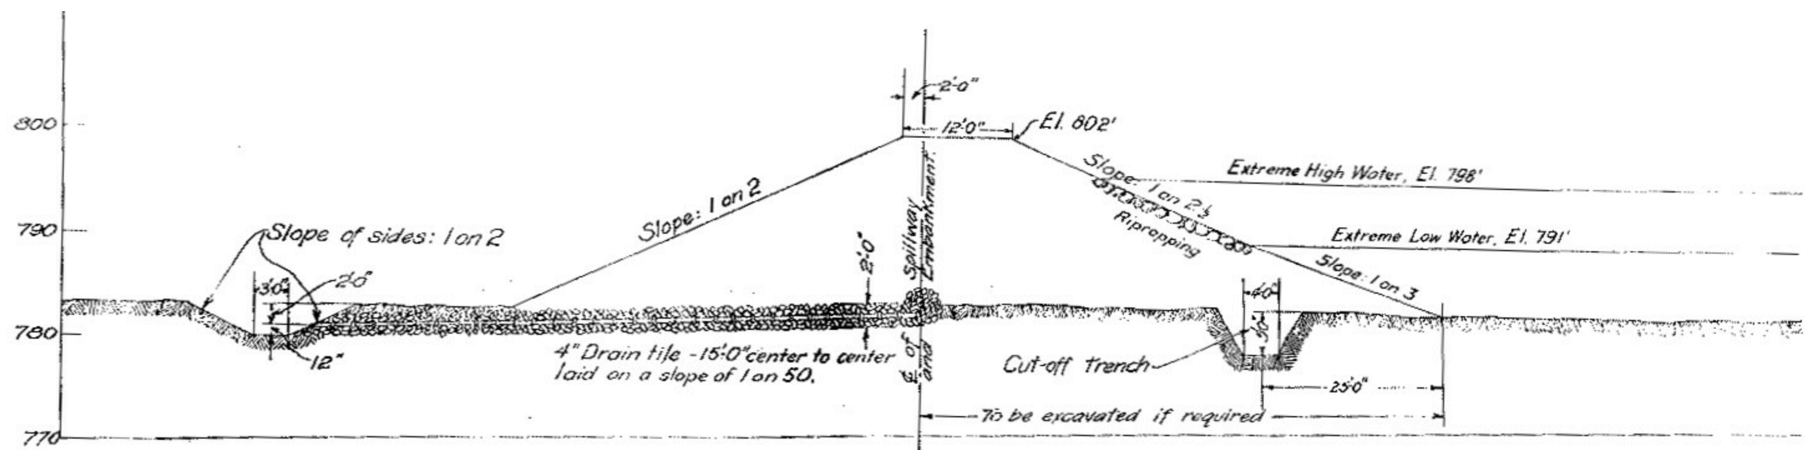 2'-0"
800
12'-0"
El. 802'
Slope: 1 on 2
Slope: 1 on 2½
Riprapping
Extreme High Water, El. 798'
790
Slope of sides: 1 on 2
2'-0"
Spillway
Embankment.
Extreme Low Water, El. 791'
Slope: 1 on 3
3'-0"
2'-0"
4'-0"
780
12"
4" Drain tile - 15'-0" center to center
laid on a slope of 1 on 50.
℄ of
and
Cut-off Trench
25'-0"
To be excavated if required
770